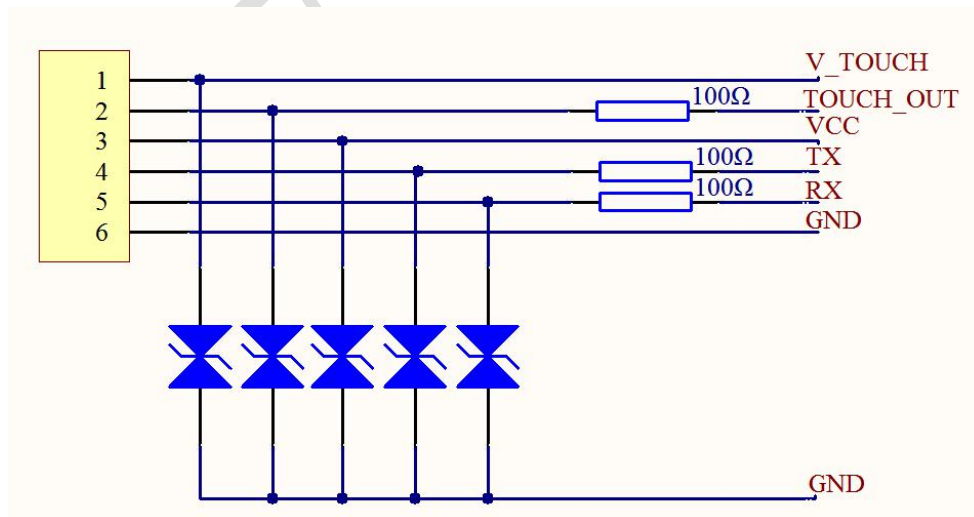 1 V_TOUCH
2 100Ω TOUCH_OUT
3 VCC
4 100Ω TX
5 100Ω RX
6 GND
GND